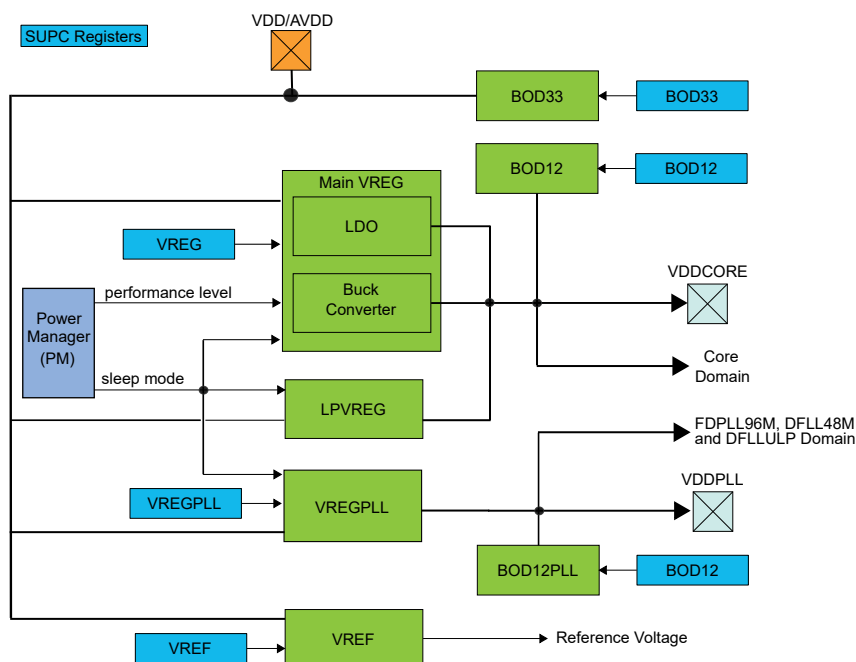 VDD/AVDD
SUPC Registers
BOD33
BOD33
BOD12
BOD12
Main VREG
LDO
VREG
VDDCORE
Buck
Converter
performance level
Power
Manager
(PM)
sleep mode
Core
Domain
LPVREG
FDPLL96M, DFLL48M
and DFLLULP Domain
VDDPLL
VREGPLL
VREGPLL
BOD12PLL
BOD12
VREF
VREF
Reference Voltage